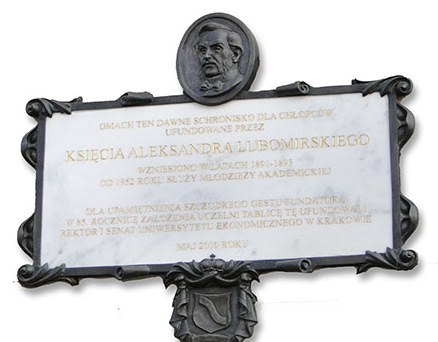 GMACH TEN DAWNE SCHRONISKO DLA CHŁOPCÓW
UFUNDOWANE PRZEZ
KSIĘCIA ALEKSANDRA LUBOMIRSKIEGO
WZNIESIONO W LATACH 1891-1893
OD 1952 ROKU SŁUŻY MŁODZIEŻY AKADEMICKIEJ
DLA UPAMIĘTNIENIA SZCZODREGO GESTU FUNDATORA
W 85. ROCZNICĘ ZAŁOŻENIA UCZELNI TABLICĘ TĘ UFUNDOWALI
REKTOR I SENAT UNIWERSYTETU EKONOMICZNEGO W KRAKOWIE
MAJ 2010 ROKU